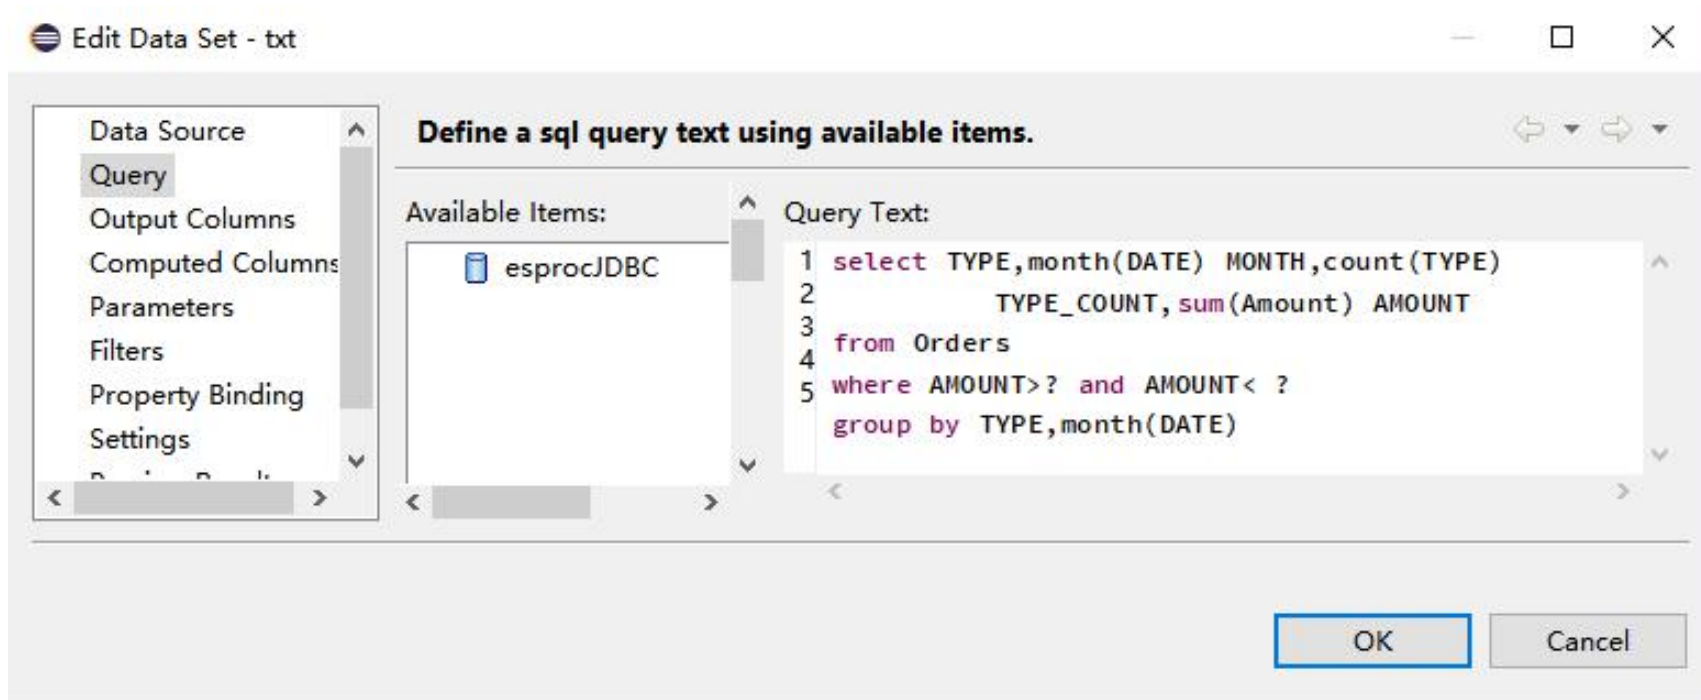 Edit Data Set - txt
Data Source
Query
Output Columns
Computed Columns
Parameters
Filters
Property Binding
Settings
Define a sql query text using available items.
Available Items:
esprocJDBC
Query Text:
1 select TYPE,month(DATE) MONTH,count(TYPE)
2 TYPE_COUNT,sum(Amount) AMOUNT
3 from Orders
4 where AMOUNT>? and AMOUNT< ?
5 group by TYPE,month(DATE)
OK
Cancel